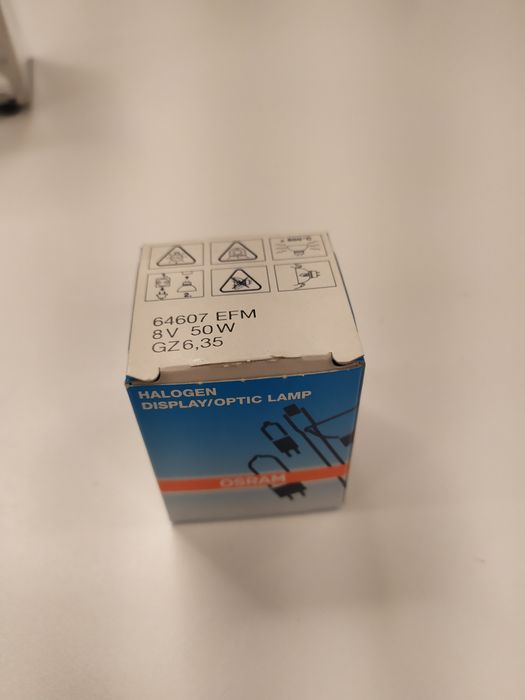 64607 EFM
8V 50W
GZ6,35
HALOGEN
DISPLAY/OPTIC LAMP
OSRAM